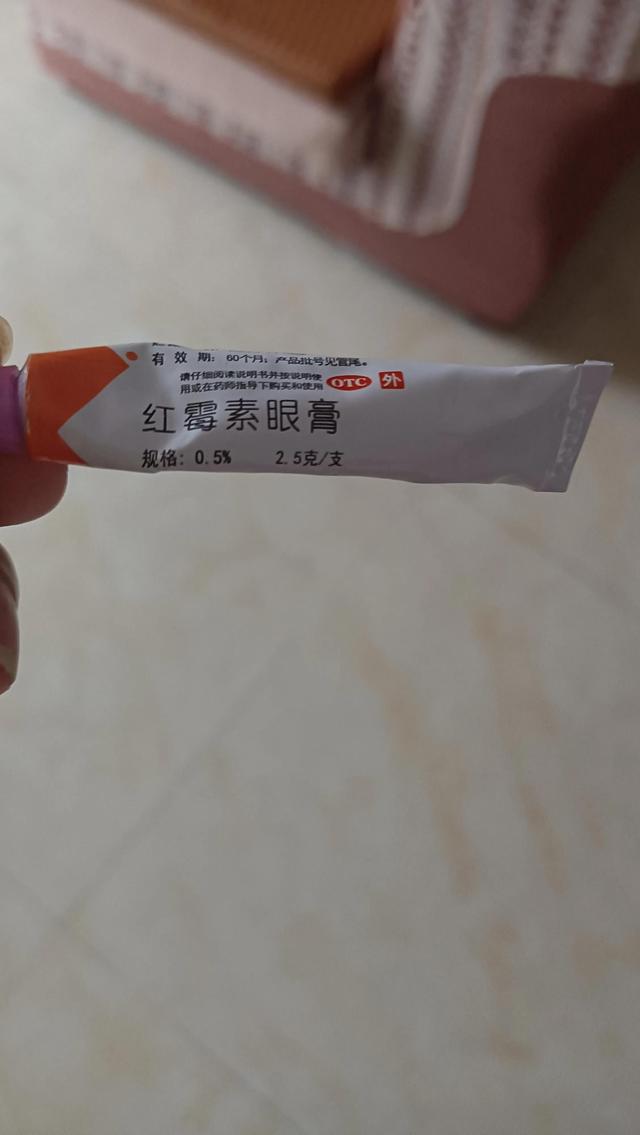 有 效 期：60个月；产品批号见管尾。
请仔细阅读说明书并按说明使
用或在药师指导下购买和使用
OTC 外
红霉素眼膏
规格：0.5% 2.5克/支